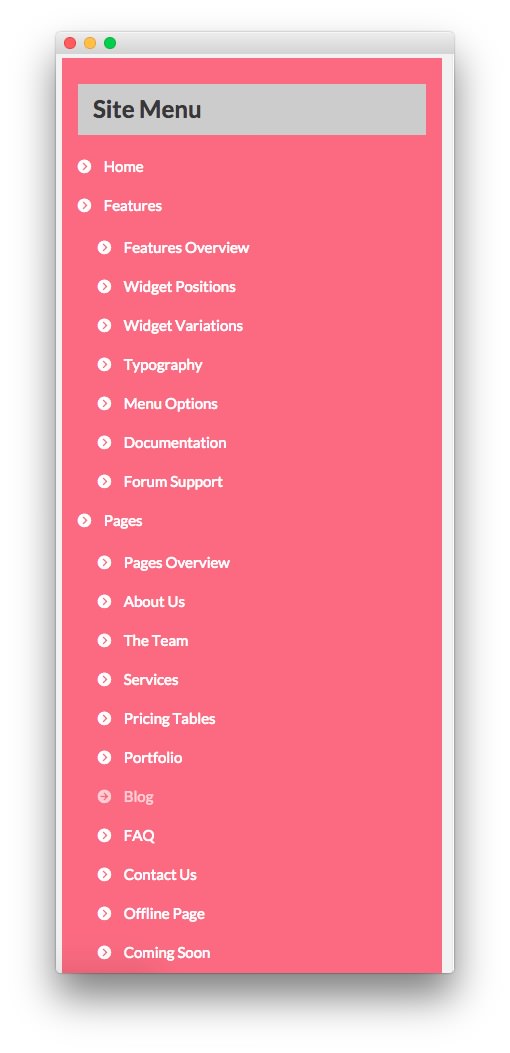 Site Menu
Home
Features
Features Overview
Widget Positions
Widget Variations
Typography
Menu Options
Documentation
Forum Support
Pages
Pages Overview
About Us
The Team
Services
Pricing Tables
Portfolio
Blog
FAQ
Contact Us
Offline Page
Coming Soon